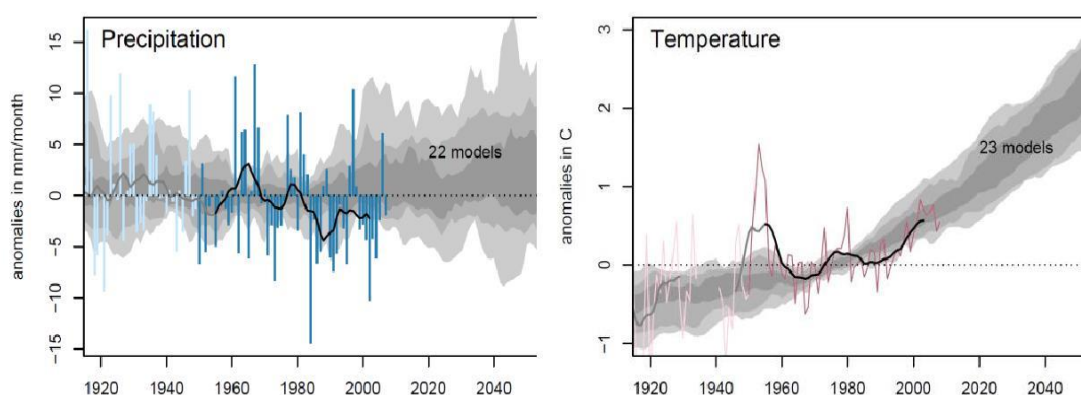 Precipitation
anomalies in mm/month
15
10
5
0
−5
−10
−15
22 models
1920 1940 1960 1980 2000 2020 2040
Temperature
anomalies in C
3
2
1
0
−1
23 models
1920 1940 1960 1980 2000 2020 2040